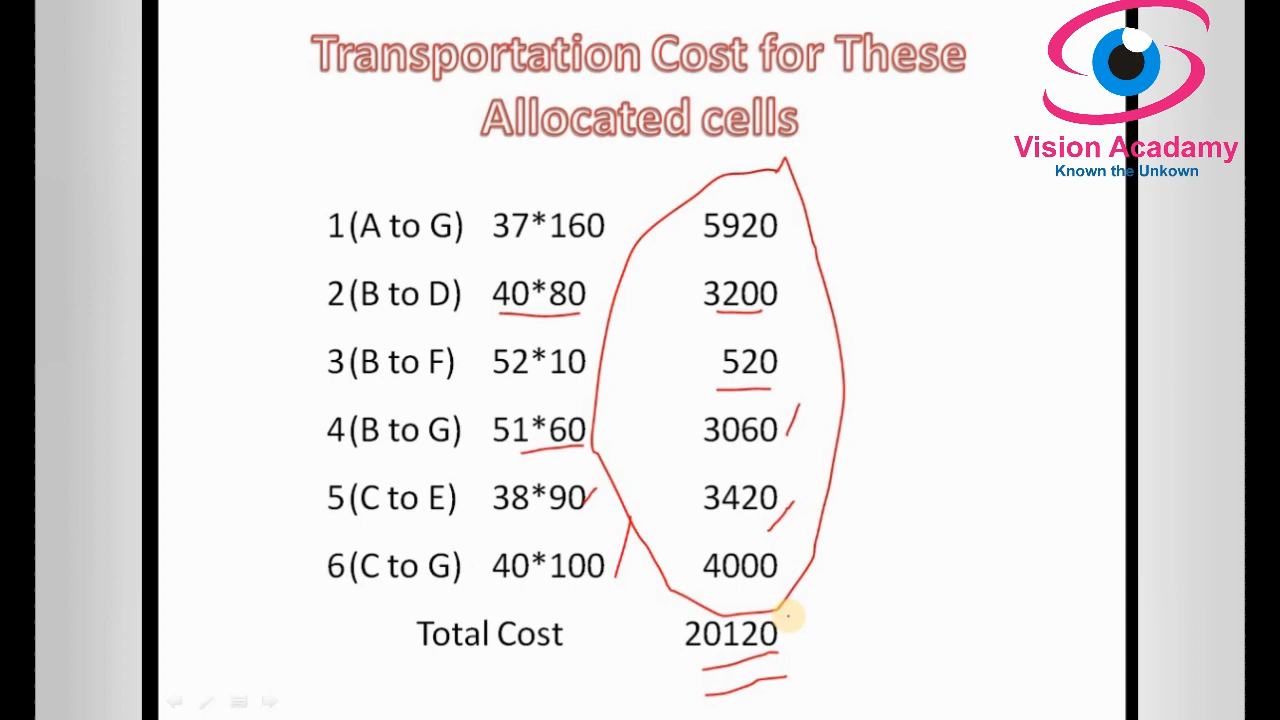 Transportation Cost for These
Allocated cells
Vision Acadamy
Known the Unkown
1(A to G) 37*160 5920
2(B to D) 40*80 3200
3(B to F) 52*10 520
4(B to G) 51*60 3060
5(C to E) 38*90 3420
6(C to G) 40*100 4000
Total Cost 20120